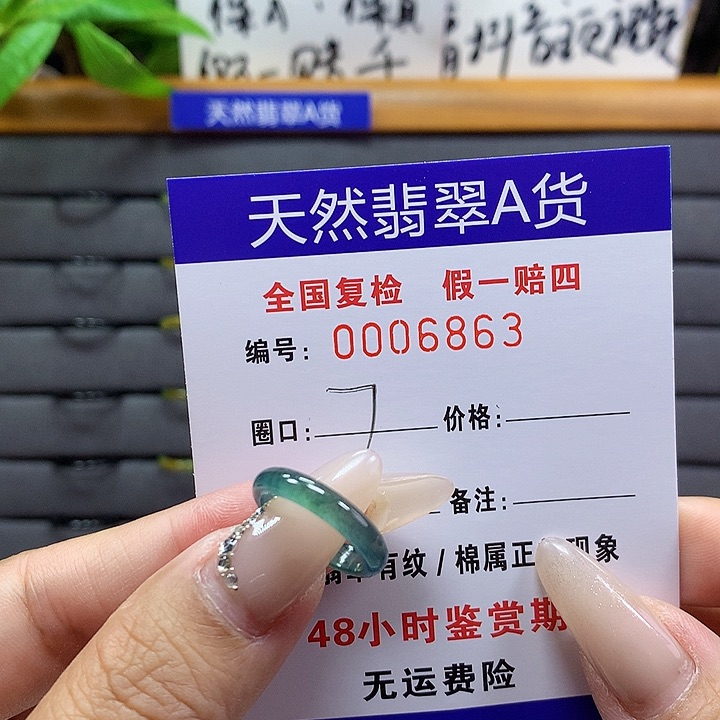 天然翡翠A货
天然翡翠A货
全国复检 假一赔四
编号: 0006863
圈口: 7 价格:
备注:
有纹 / 棉属正 现象
48小时鉴赏期
无运费险